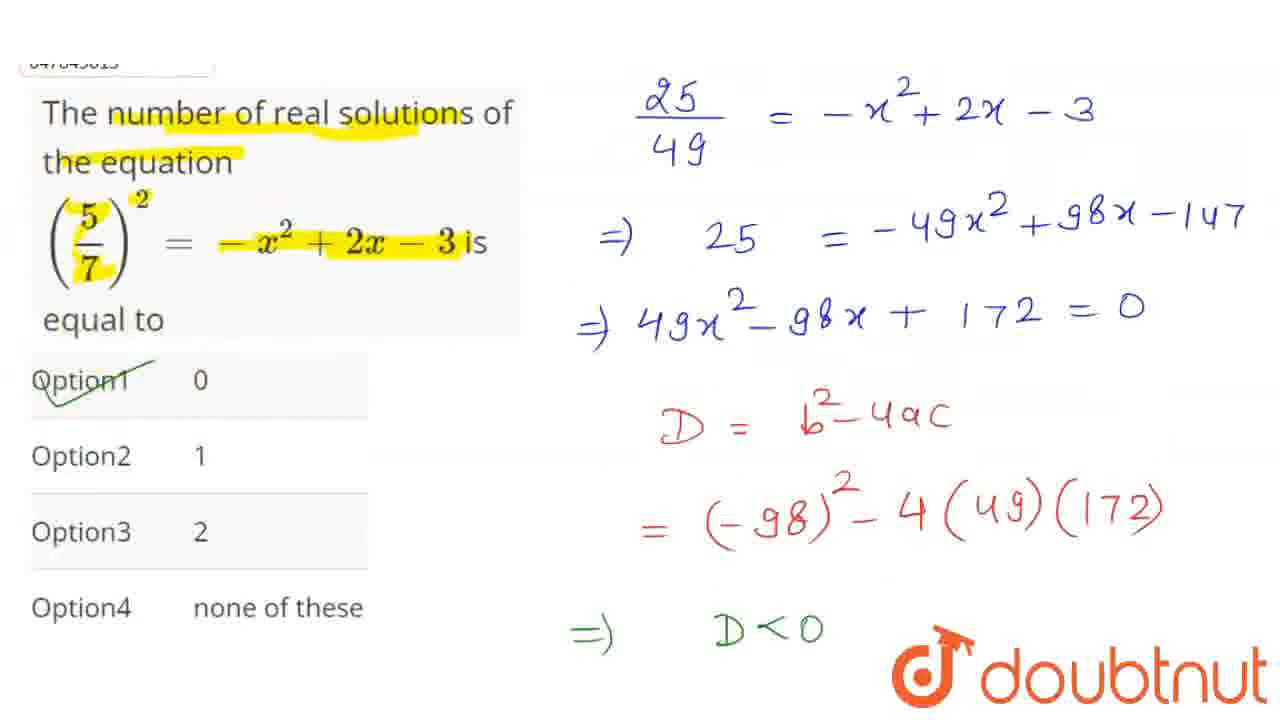 The number of real solutions of
the equation
(5/7)^2 = -x^2 + 2x - 3 is
equal to
Option1 0
Option2 1
Option3 2
Option4 none of these
25/49 = -x^2 + 2x - 3
=) 25 = -49x^2 + 98x - 147
=) 49x^2 - 98x + 172 = 0
D = b^2 - 4ac
= (-98)^2 - 4(49)(172)
=) D < 0
doubtnut